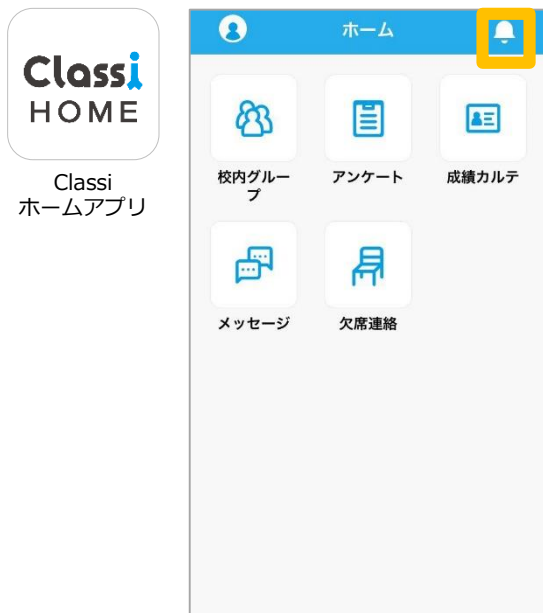 Classi
HOME
Classi
ホームアプリ
ホーム
校内グルー
プ
アンケート
成績カルテ
メッセージ
欠席連絡